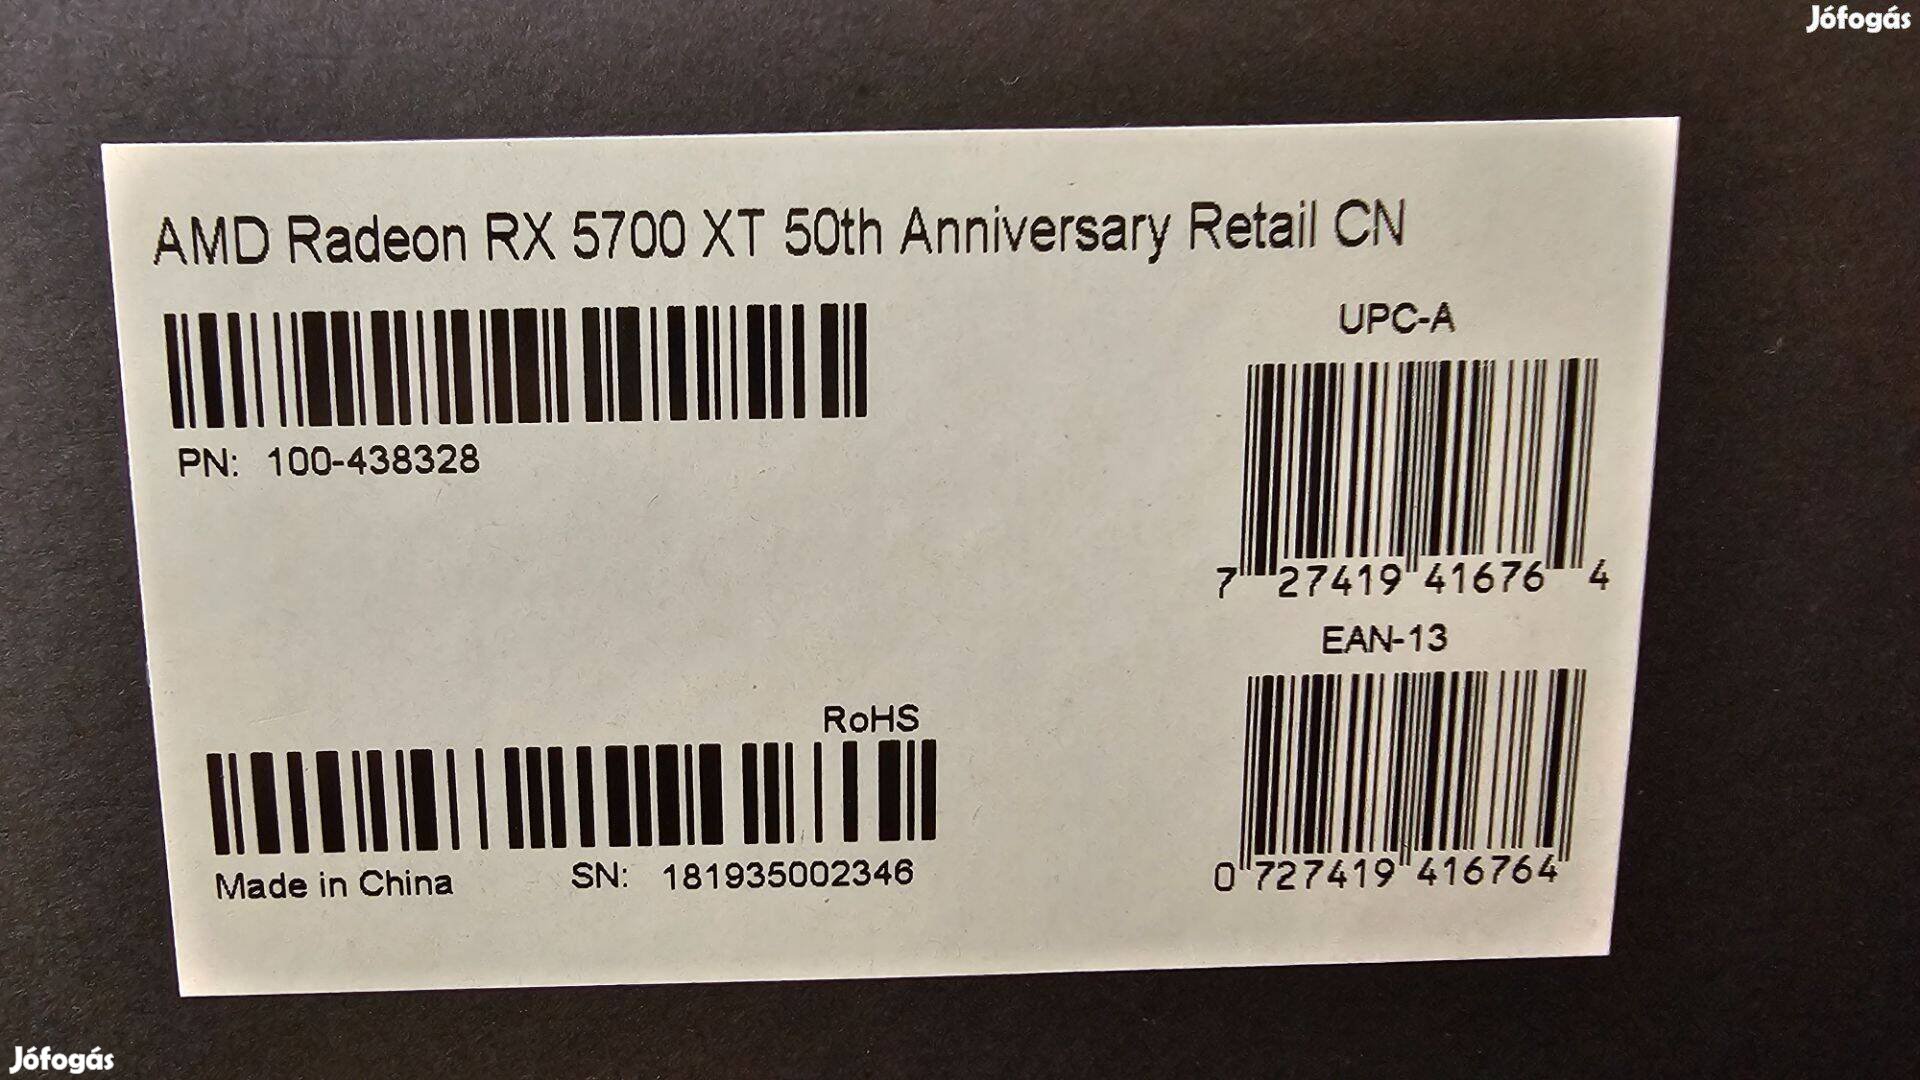 Jófogás
AMD Radeon RX 5700 XT 50th Anniversary Retail CN
PN: 100-438328
UPC-A
7 27419 41676 4
EAN-13
0 727419 416764
RoHS
Made in China SN: 181935002346
Jófogás